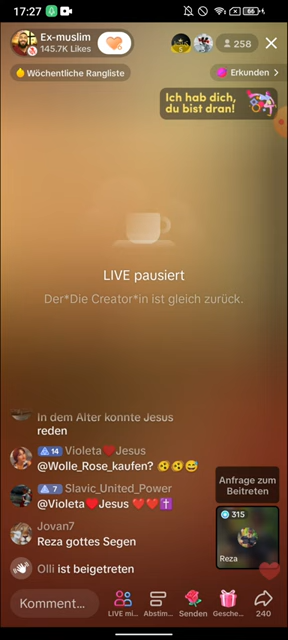 17:27
66
Ex-muslim
145.7K Likes
5
258
Wöchentliche Rangliste
Erkunden >
Ich hab dich,
du bist dran!
LIVE pausiert
Der*Die Creator*in ist gleich zurück.
In dem Alter konnte Jesus
reden
14 Violeta❤️Jesus
@Wolle_Rose_kaufen?
7 Slavic_United_Power
@Violeta❤️Jesus ❤️❤️✝️
Anfrage zum
Beitreten
Jovan7
Reza gottes Segen
315
Reza
Olli ist beigetreten
Komment...
LIVE mi...
Abstim...
Senden
Gesche...
240